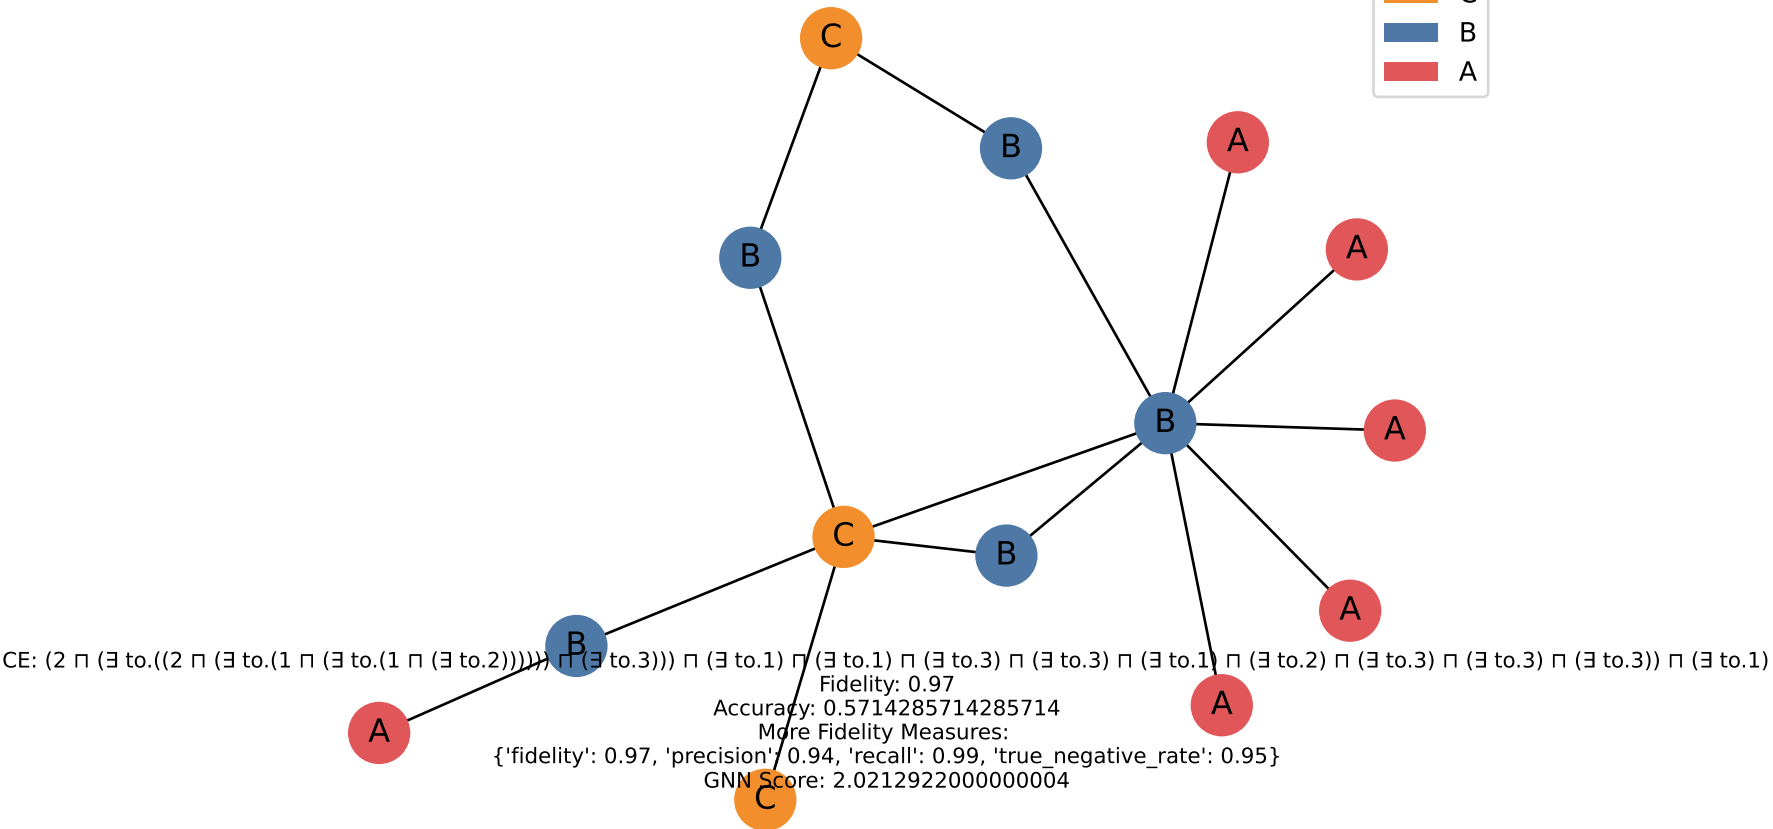 C
B
A
C
B
A
A
B
A
B
C
B
A
B
CE: (2 ⊓ (∃ to.((2 ⊓ (∃ to.(1 ⊓ (∃ to.(1 ⊓ (∃ to.2)))))) ⊓ (∃ to.3))) ⊓ (∃ to.1) ⊓ (∃ to.1) ⊓ (∃ to.3) ⊓ (∃ to.3) ⊓ (∃ to.1) ⊓ (∃ to.2) ⊓ (∃ to.3) ⊓ (∃ to.3) ⊓ (∃ to.3)) ⊓ (∃ to.1)
Fidelity: 0.97
A
Accuracy: 0.5714285714285714
A
More Fidelity Measures:
{'fidelity': 0.97, 'precision': 0.94, 'recall': 0.99, 'true_negative_rate': 0.95}
GNN Score: 2.0212922000000004
C